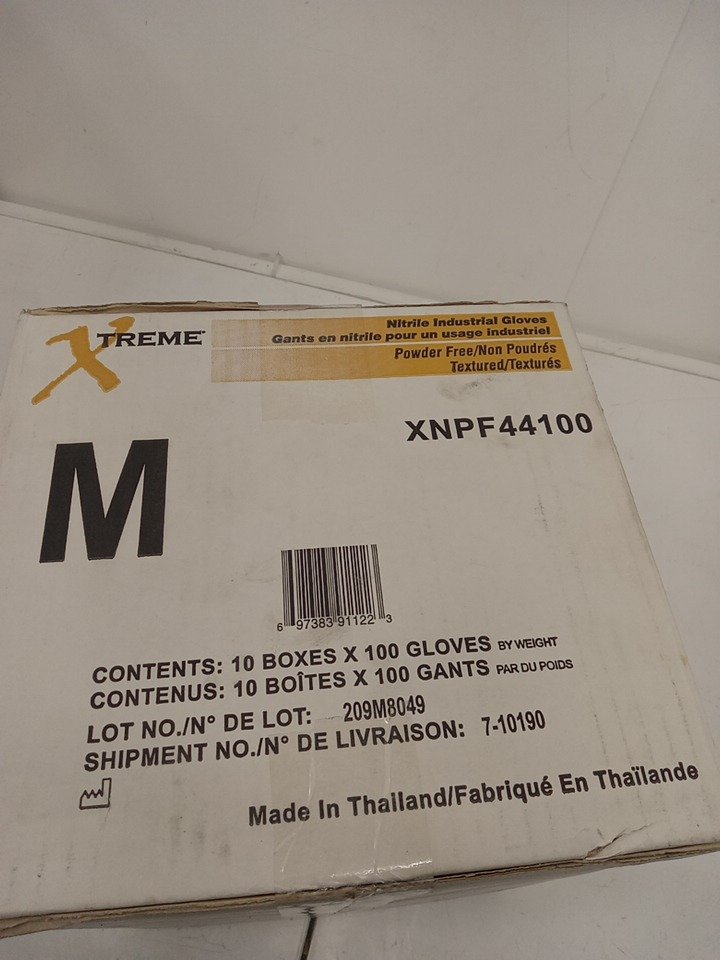 XTREME
Nitrile Industrial Gloves
Gants en nitrile pour un usage industriel
Powder Free/Non Poudrés
Textured/Texturés
XNPF44100
M
6 97383 91122 3
CONTENTS: 10 BOXES X 100 GLOVES BY WEIGHT
CONTENUS: 10 BOÎTES X 100 GANTS PAR DU POIDS
LOT NO./N° DE LOT: 209M8049
SHIPMENT NO./N° DE LIVRAISON: 7-10190
Made In Thailand/Fabriqué En Thaïlande